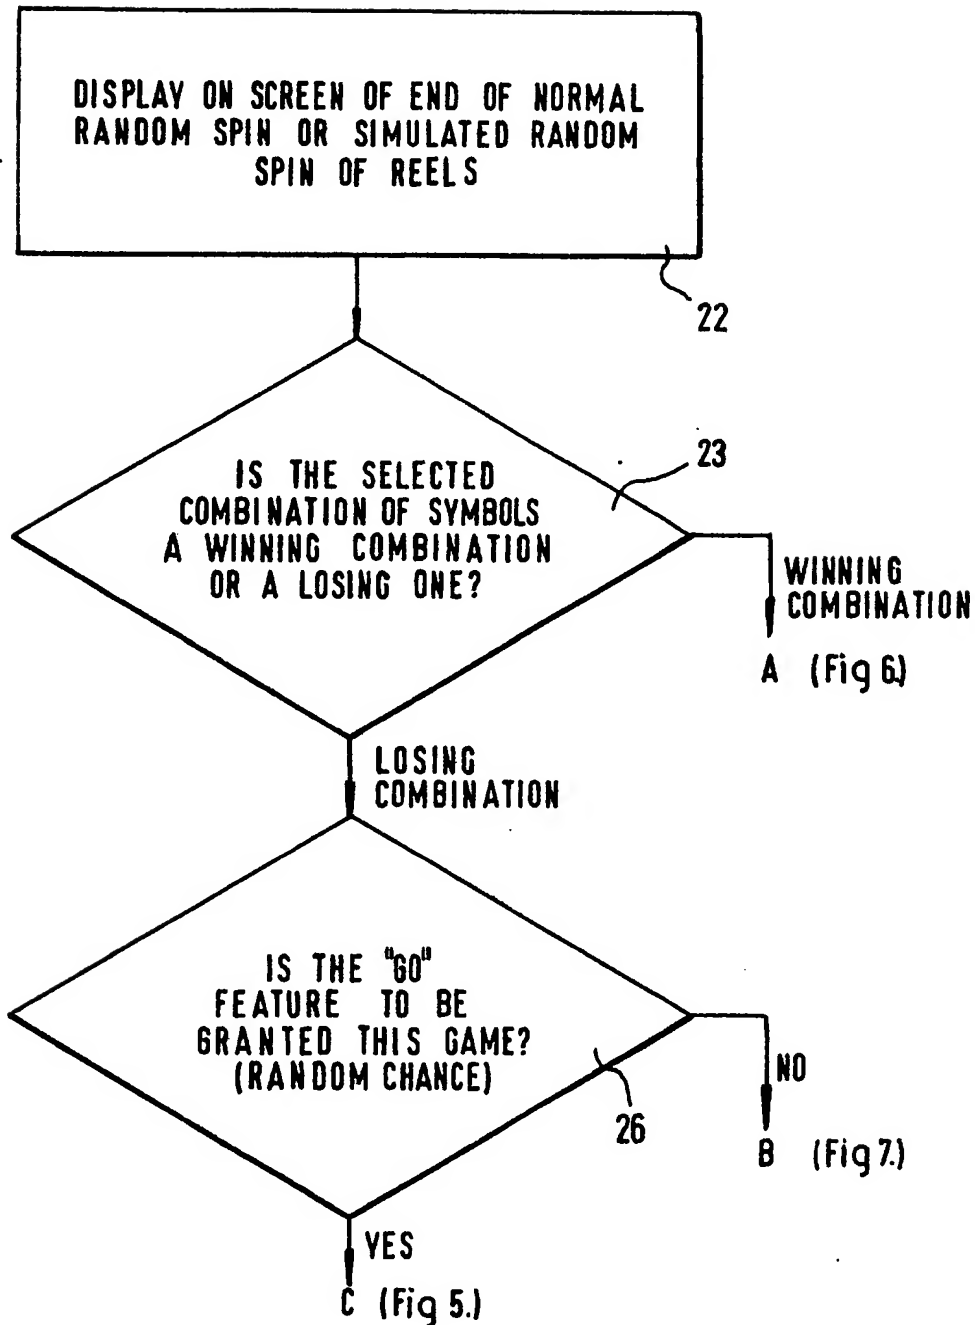 DISPLAY ON SCREEN OF END OF NORMAL
RANDOM SPIN OR SIMULATED RANDOM
SPIN OF REELS
22
23
IS THE SELECTED
COMBINATION OF SYMBOLS
A WINNING COMBINATION
OR A LOSING ONE?
WINNING
COMBINATION
A (Fig 6.)
LOSING
COMBINATION
IS THE "GO"
FEATURE TO BE
GRANTED THIS GAME?
(RANDOM CHANCE)
26
NO
B (Fig 7.)
YES
C (Fig 5.)